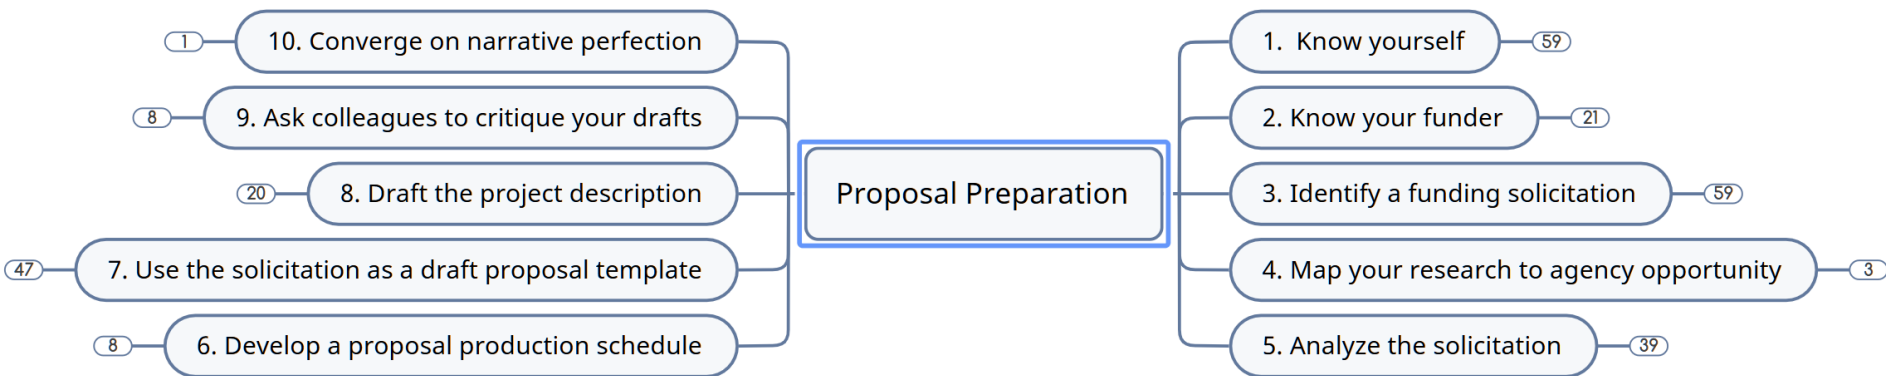 Proposal Preparation
1.  Know yourself
59
2. Know your funder
21
3. Identify a funding solicitation
59
4. Map your research to agency opportunity
3
5. Analyze the solicitation
39
6. Develop a proposal production schedule
8
7. Use the solicitation as a draft proposal template
47
8. Draft the project description
20
9. Ask colleagues to critique your drafts
8
10. Converge on narrative perfection
1